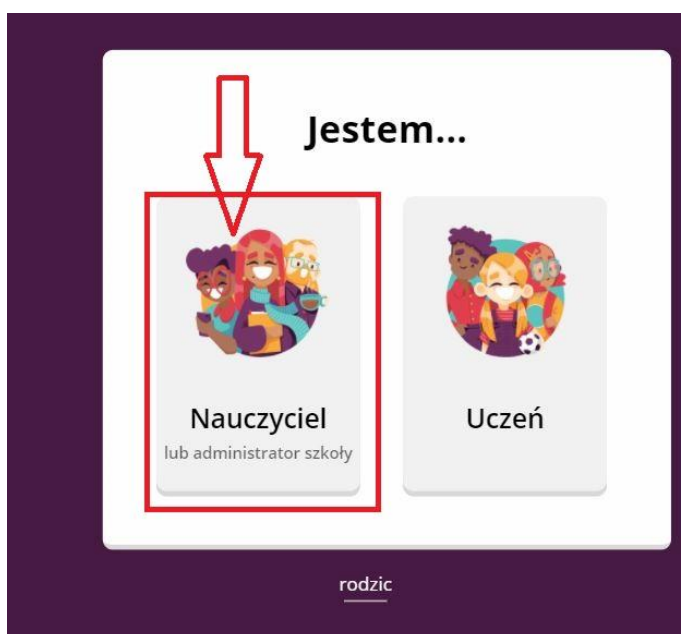 Jestem...
Nauczyciel
lub administrator szkoły
Uczeń
rodzic